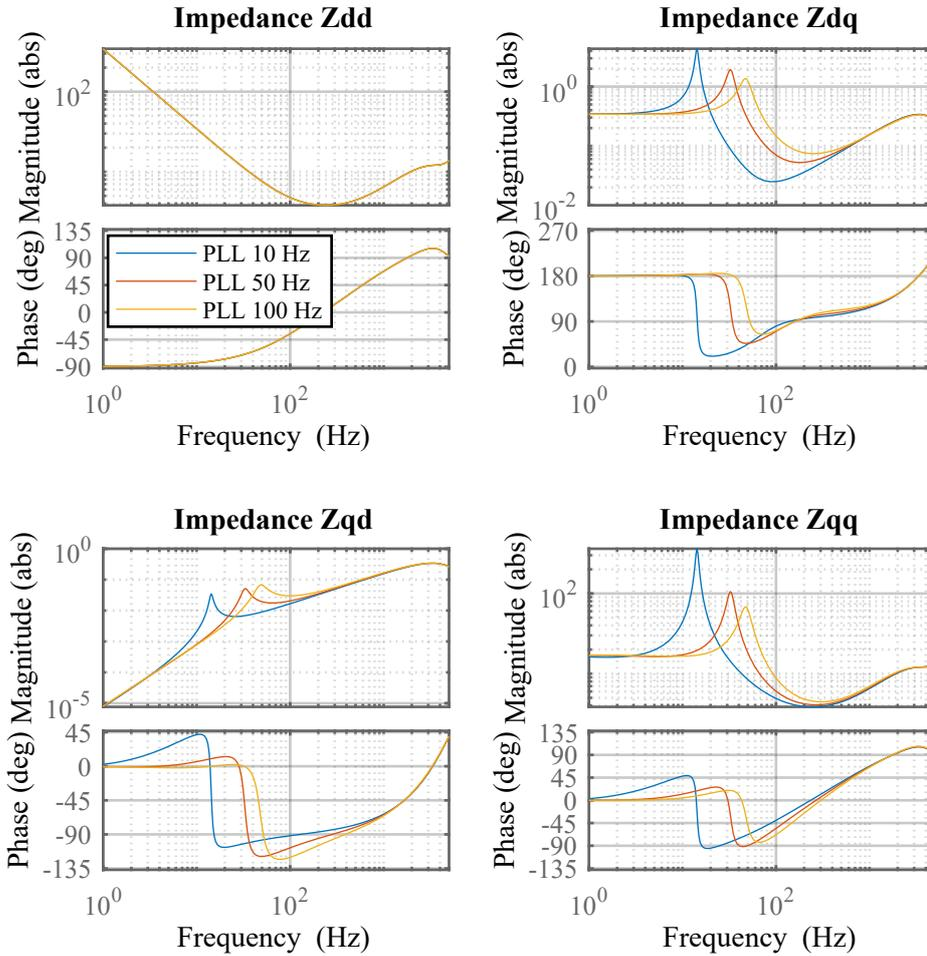 Impedance Zdd
Magnitude (abs)
10^2
Phase (deg)
135
90
45
0
-45
-90
PLL 10 Hz
PLL 50 Hz
PLL 100 Hz
10^0
10^2
Frequency (Hz)
Impedance Zdq
Magnitude (abs)
10^0
10^-2
Phase (deg)
270
180
90
0
10^0
10^2
Frequency (Hz)
Impedance Zqd
Magnitude (abs)
10^0
10^-5
Phase (deg)
45
0
-45
-90
-135
10^0
10^2
Frequency (Hz)
Impedance Zqq
Magnitude (abs)
10^2
Phase (deg)
135
90
45
0
-45
-90
-135
10^0
10^2
Frequency (Hz)